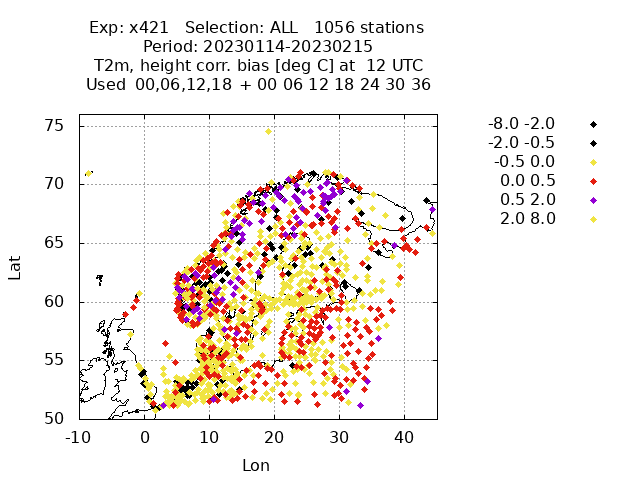 Exp: x421   Selection: ALL   1056 stations
Period: 20230114-20230215
T2m, height corr. bias [deg C] at  12 UTC
Used  00,06,12,18  + 00 06 12 18 24 30 36
75
70
65
60
55
50
-10 0 10 20 30 40
Lat
Lon
-8.0 -2.0
-2.0 -0.5
-0.5 0.0
0.0 0.5
0.5 2.0
2.0 8.0